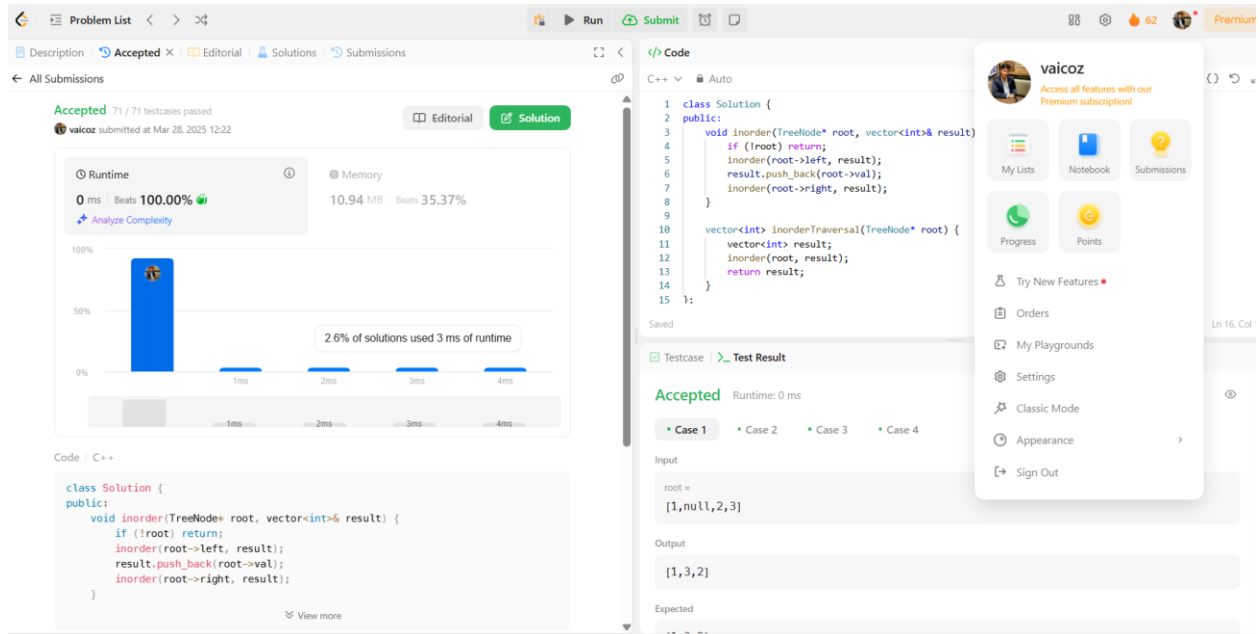 Problem List
Run
Submit
62
Premium
Description
Accepted
Editorial
Solutions
Submissions
All Submissions
Accepted 71 / 71 testcases passed
vaicoz submitted at Mar 28, 2025 12:22
Editorial
Solution
Runtime
0 ms Beats 100.00%
Analyze Complexity
Memory
10.94 MB Beats 35.37%
100%
50%
0%
2.6% of solutions used 3 ms of runtime
1ms 2ms 3ms 4ms
1ms 2ms 3ms 4ms
Code C++
class Solution {
public:
void inorder(TreeNode* root, vector<int>& result) {
if (!root) return;
inorder(root->left, result);
result.push_back(root->val);
inorder(root->right, result);
}
View more
</> Code
C++ Auto
{}
1 class Solution {
2 public:
3 void inorder(TreeNode* root, vector<int>& result)
4 if (!root) return;
5 inorder(root->left, result);
6 result.push_back(root->val);
7 inorder(root->right, result);
8 }
9
10 vector<int> inorderTraversal(TreeNode* root) {
11 vector<int> result;
12 inorder(root, result);
13 return result;
14 }
15 };
Saved
Ln 16, Col
Testcase
Test Result
Accepted Runtime: 0 ms
Case 1
Case 2
Case 3
Case 4
Input
root =
[1,null,2,3]
Output
[1,3,2]
Expected
vaicoz
Access all features with our
Premium subscription!
My Lists
Notebook
Submissions
Progress
Points
Try New Features
Orders
My Playgrounds
Settings
Classic Mode
Appearance
Sign Out